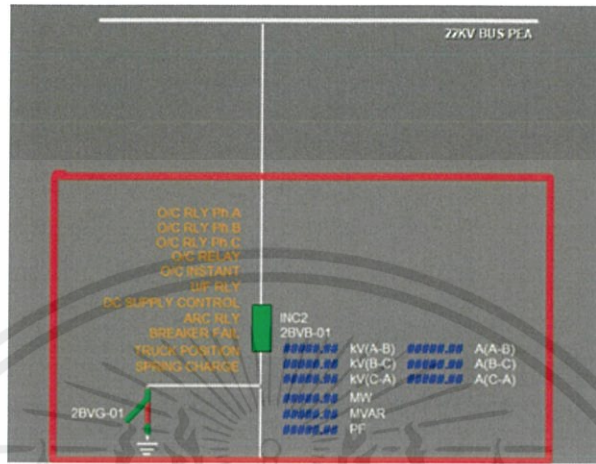 22KV BUS PEA
O/C RLY Ph A
O/C RLY Ph.B
O/C RLY Ph.C
O/C RELAY
O/C INSTANT
U/F RLY
DC SUPPLY CONTROL
ARC RLY
BREAKER FAIL
TRUCK POSITION
SPRING CHARGE
INC2
2BVB-01
#####.## kV(A-B) #####.## A(A-B)
#####.## kV(B-C) #####.## A(B-C)
#####.## kV(C-A) #####.## A(C-A)
#####.## MW
#####.## MVAR
#####.## PF
2BVG-01